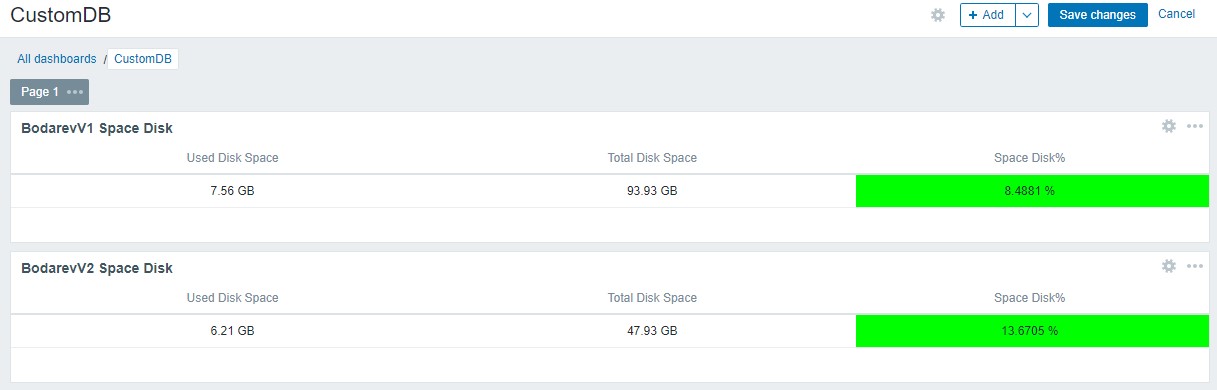 CustomDB
+ Add
Save changes
Cancel
All dashboards / CustomDB
Page 1 •••
BodarevV1 Space Disk
Used Disk Space Total Disk Space Space Disk%
7.56 GB 93.93 GB 8.4881 %
BodarevV2 Space Disk
Used Disk Space Total Disk Space Space Disk%
6.21 GB 47.93 GB 13.6705 %